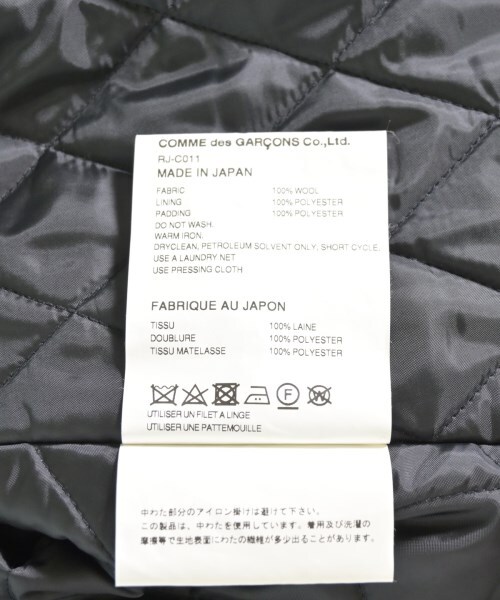 COMME des GARÇONS Co.,Ltd.
RJ-C011
MADE IN JAPAN
FABRIC 100% WOOL
LINING 100% POLYESTER
PADDING 100% POLYESTER
DO NOT WASH.
WARM IRON.
DRYCLEAN, PETROLEUM SOLVENT ONLY, SHORT CYCLE.
USE A LAUNDRY NET
USE PRESSING CLOTH
FABRIQUE AU JAPON
TISSU 100% LAINE
DOUBLURE 100% POLYESTER
TISSU MATELASSE 100% POLYESTER
F W
UTILISER UN FILET A LINGE
UTILISER UNE PATTEMOUILLE
中わた部分のアイロン掛けは避けて下さい。
この製品は、中わたを使用しています。着用及び洗濯の
摩擦等で生地表面にわたの繊維が多少出ることがあります。